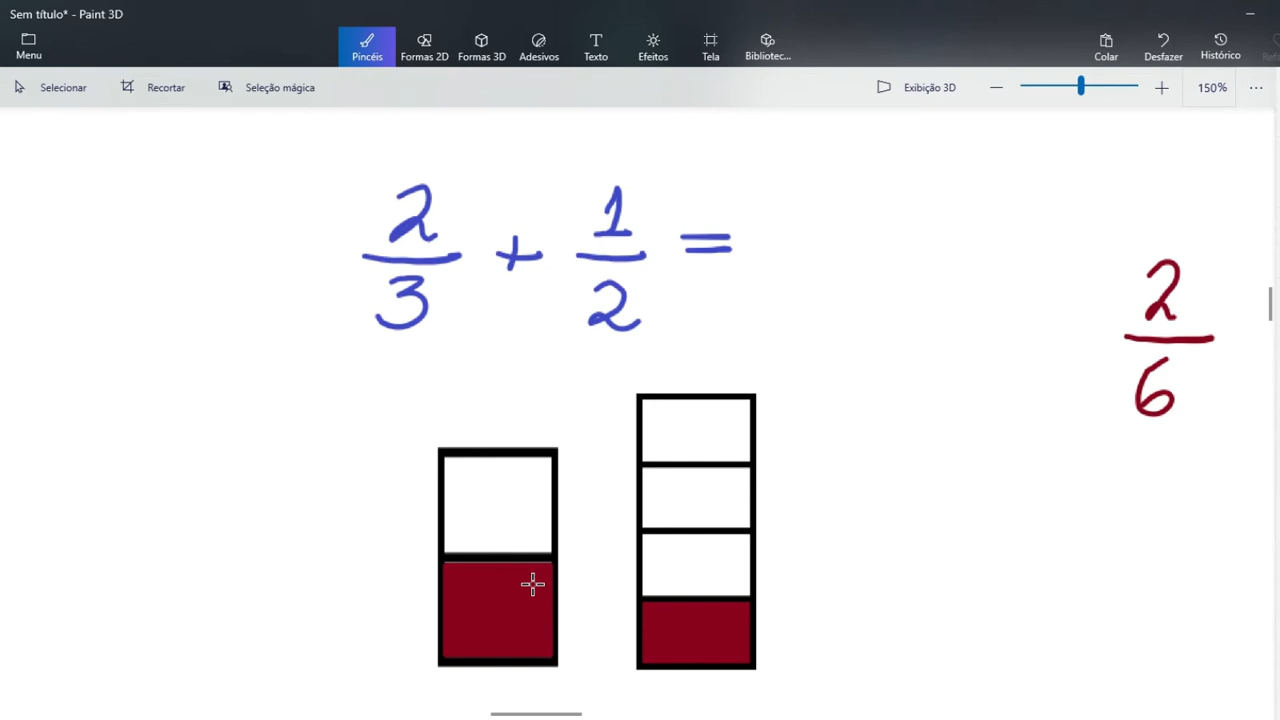 Sem título* - Paint 3D
Menu
Pincéis
Formas 2D
Formas 3D
Adesivos
Texto
Efeitos
Tela
Bibliotec...
Colar
Desfazer
Histórico
Selecionar
Recortar
Seleção mágica
Exibição 3D
150%
2/3 + 1/2 =
2/6